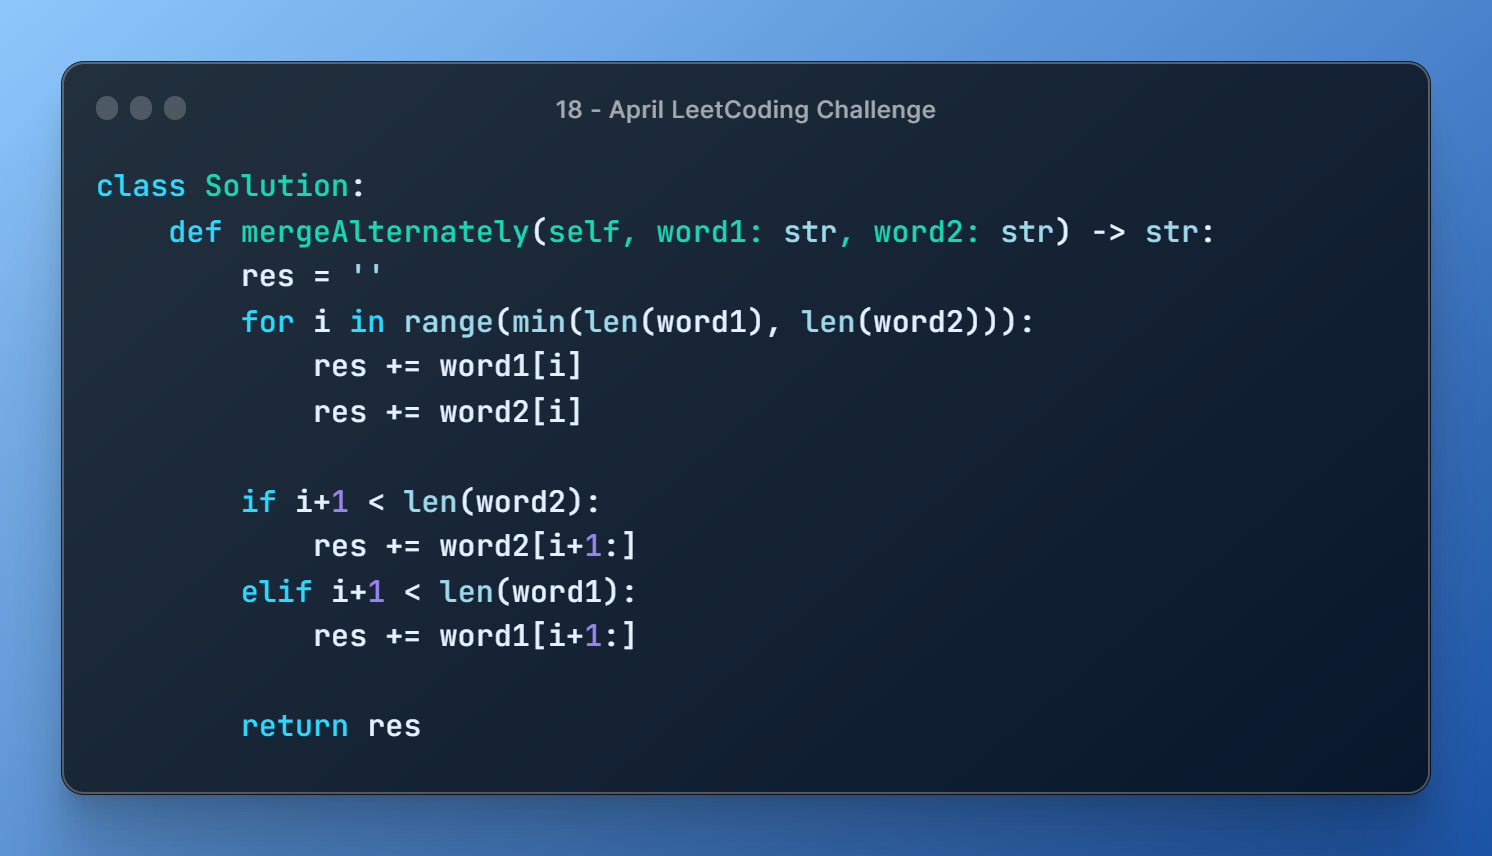 18 - April LeetCoding Challenge
class Solution:
    def mergeAlternately(self, word1: str, word2: str) -> str:
        res = ''
        for i in range(min(len(word1), len(word2))):
            res += word1[i]
            res += word2[i]

        if i+1 < len(word2):
            res += word2[i+1:]
        elif i+1 < len(word1):
            res += word1[i+1:]

        return res